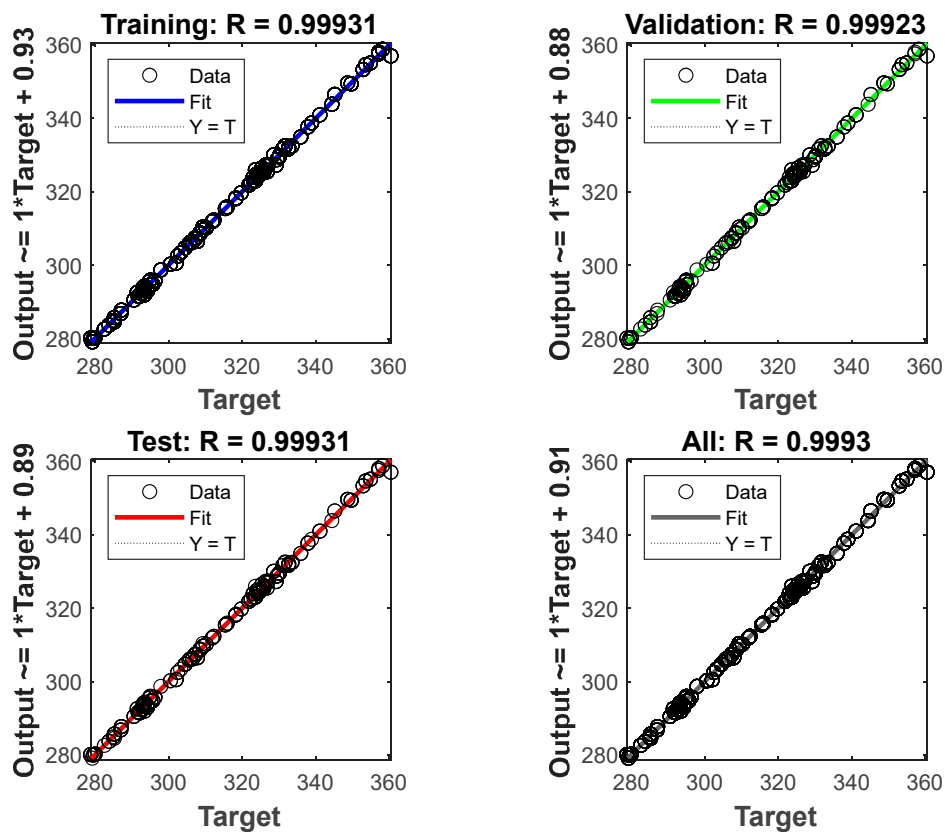 Training: R = 0.99931
Output ~= 1*Target + 0.93
360
340
320
300
280
Data
Fit
Y = T
280 300 320 340 360
Target
Validation: R = 0.99923
Output ~= 1*Target + 0.88
360
340
320
300
280
Data
Fit
Y = T
280 300 320 340 360
Target
Test: R = 0.99931
Output ~= 1*Target + 0.89
360
340
320
300
280
Data
Fit
Y = T
280 300 320 340 360
Target
All: R = 0.9993
Output ~= 1*Target + 0.91
360
340
320
300
280
Data
Fit
Y = T
280 300 320 340 360
Target